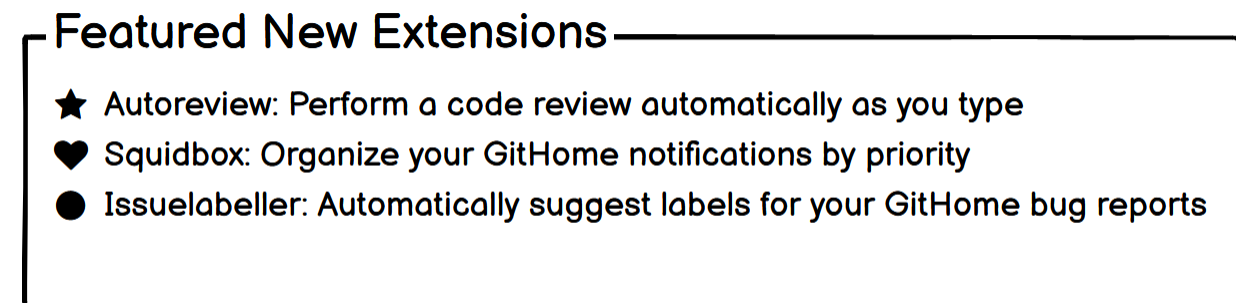 Featured New Extensions
Autoreview: Perform a code review automatically as you type
Squidbox: Organize your GitHome notifications by priority
Issuelabeller: Automatically suggest labels for your GitHome bug reports